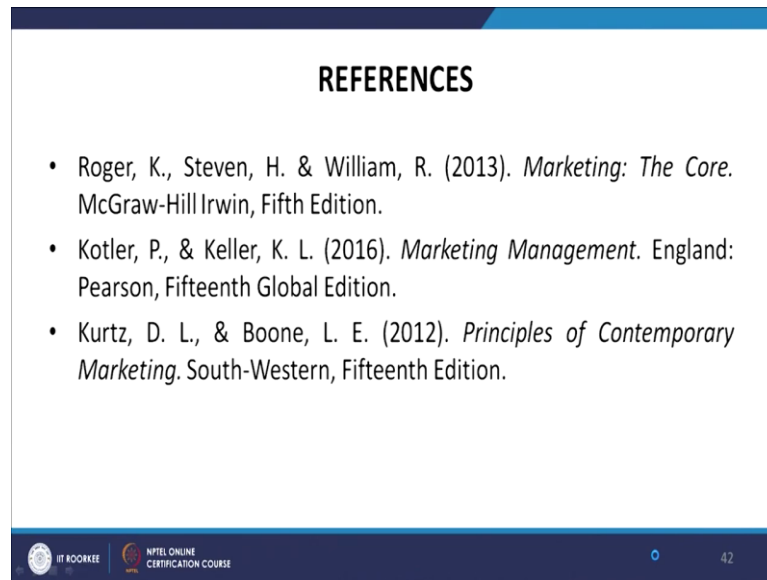 REFERENCES
• Roger, K., Steven, H. & William, R. (2013). Marketing: The Core.
McGraw-Hill Irwin, Fifth Edition.
• Kotler, P., & Keller, K. L. (2016). Marketing Management. England:
Pearson, Fifteenth Global Edition.
• Kurtz, D. L., & Boone, L. E. (2012). Principles of Contemporary
Marketing. South-Western, Fifteenth Edition.
IIT ROORKEE
NPTEL ONLINE
CERTIFICATION COURSE
NPTEL
42